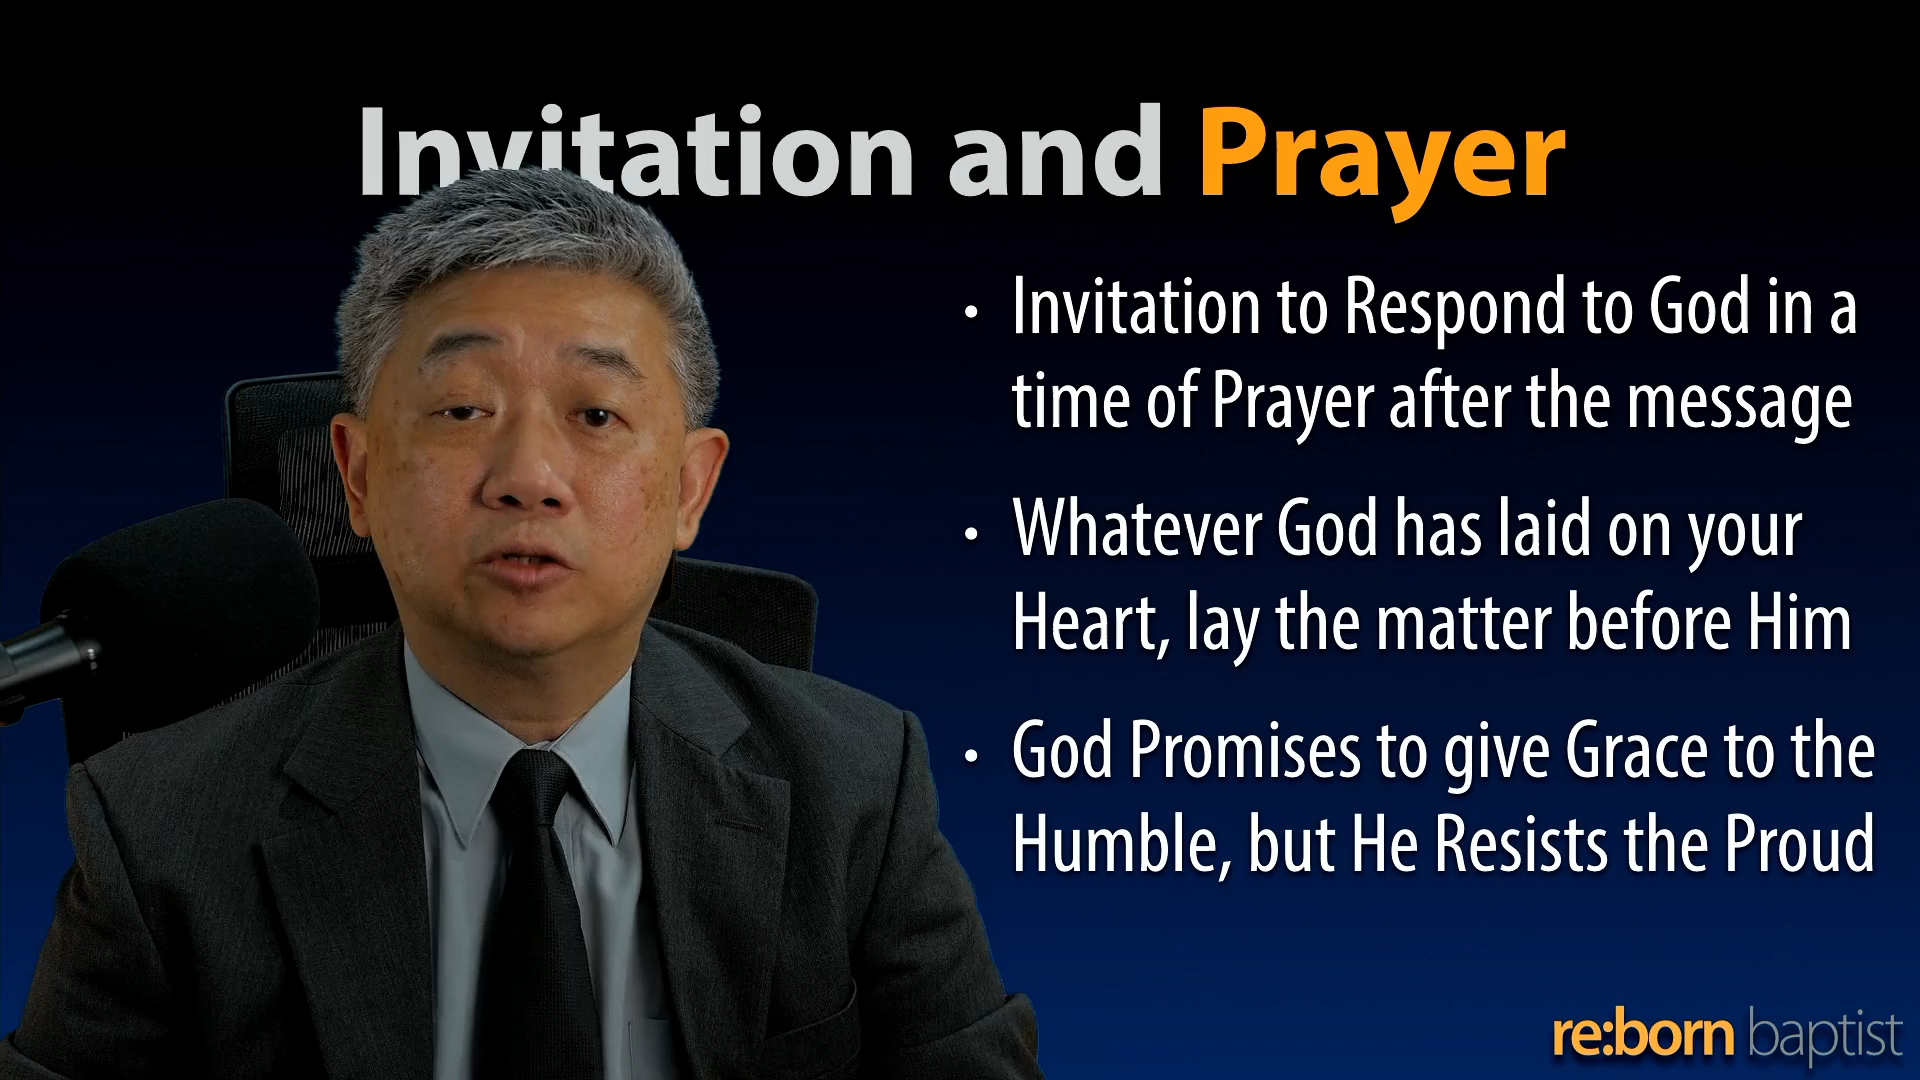 Invitation and Prayer
• Invitation to Respond to God in a
time of Prayer after the message
• Whatever God has laid on your
Heart, lay the matter before Him
• God Promises to give Grace to the
Humble, but He Resists the Proud
re:born baptist